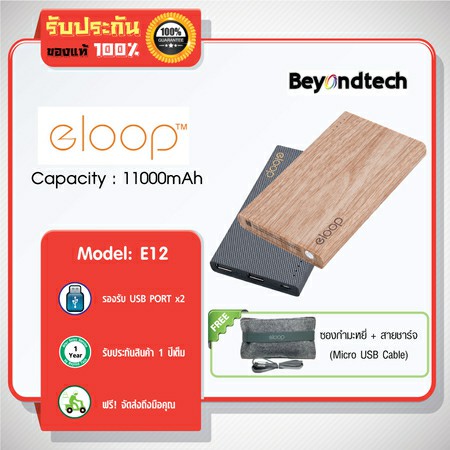 รับประกัน
ของแท้ 100%
100%
GUARANTEE
Beyondtech
eloop™
Capacity : 11000mAh
eloop
eloop
Model: E12
รองรับ USB PORT x2
1
Year
รับประกันสินค้า 1 ปีเต็ม
ฟรี! จัดส่งถึงมือคุณ
FREE
eloop
ซองกำมะหยี่ + สายชาร์จ
(Micro USB Cable)